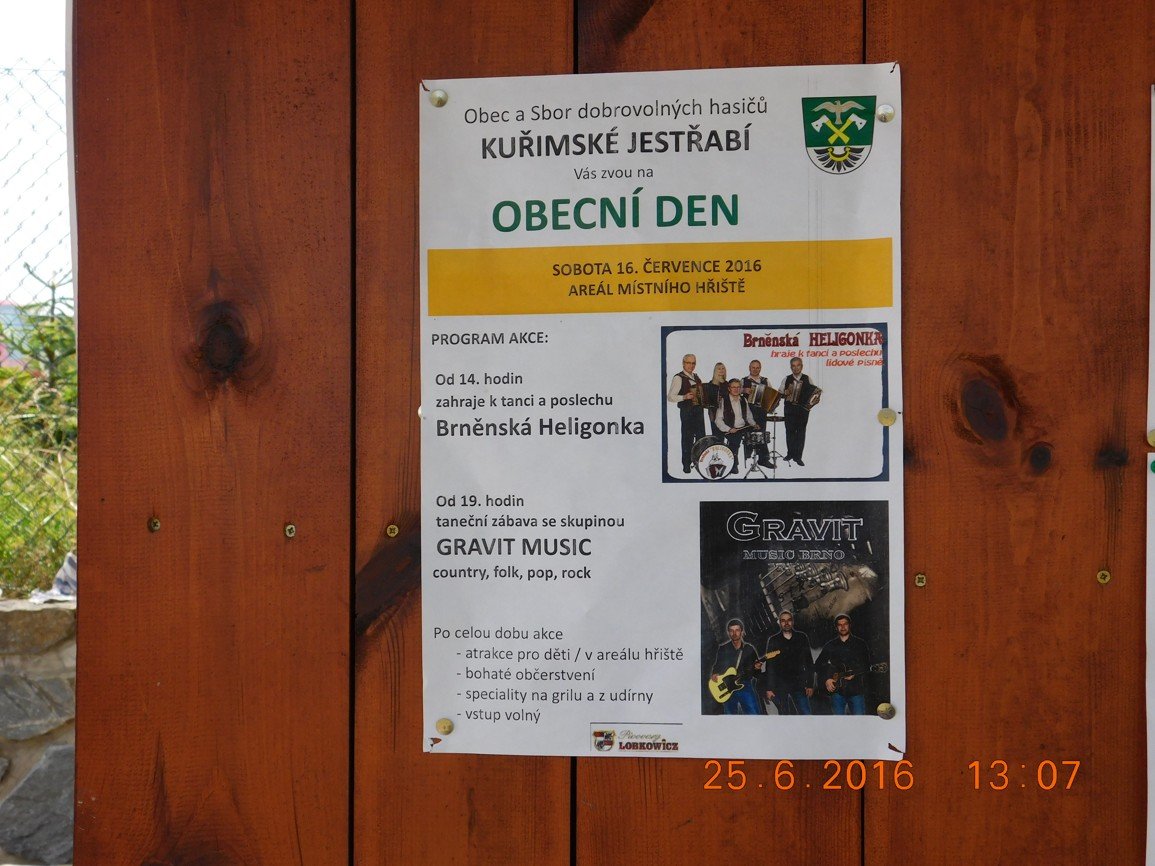 Obec a Sbor dobrovolných hasičů
KUŘIMSKÉ JESTŘABÍ
Vás zvou na
OBECNÍ DEN
SOBOTA 16. ČERVENCE 2016
AREÁL MÍSTNÍHO HŘIŠTĚ
PROGRAM AKCE:
Od 14. hodin
zahraje k tanci a poslechu
Brněnská Heligonka
Brněnská HELIGONKA
hraje k tanci a poslechu
lidové písně
Od 19. hodin
taneční zábava se skupinou
GRAVIT MUSIC
country, folk, pop, rock
GRAVIT
MUSIC BRNO
Po celou dobu akce
- atrakce pro děti / v areálu hřiště
- bohaté občerstvení
- speciality na grilu a z udírny
- vstup volný
Pivovary
LOBKOWICZ
25.6.2016 13:07